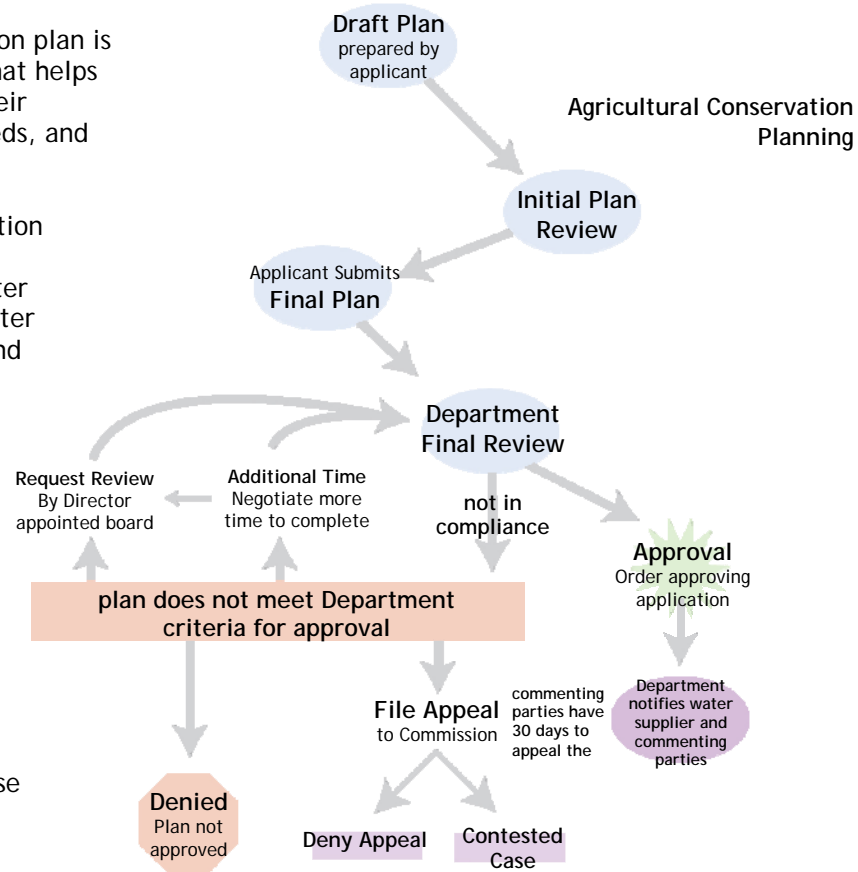 on plan is
hat helps
eir
eds, and
tion
ter
ter
nd
se
Draft Plan
prepared by
applicant
Agricultural Conservation
Planning
Initial Plan
Review
Applicant Submits
Final Plan
Department
Final Review
Request Review
By Director
appointed board
Additional Time
Negotiate more
time to complete
not in
compliance
Approval
Order approving
application
plan does not meet Department
criteria for approval
File Appeal
to Commission
commenting
parties have
30 days to
appeal the
Department
notifies water
supplier and
commenting
parties
Denied
Plan not
approved
Deny Appeal
Contested
Case